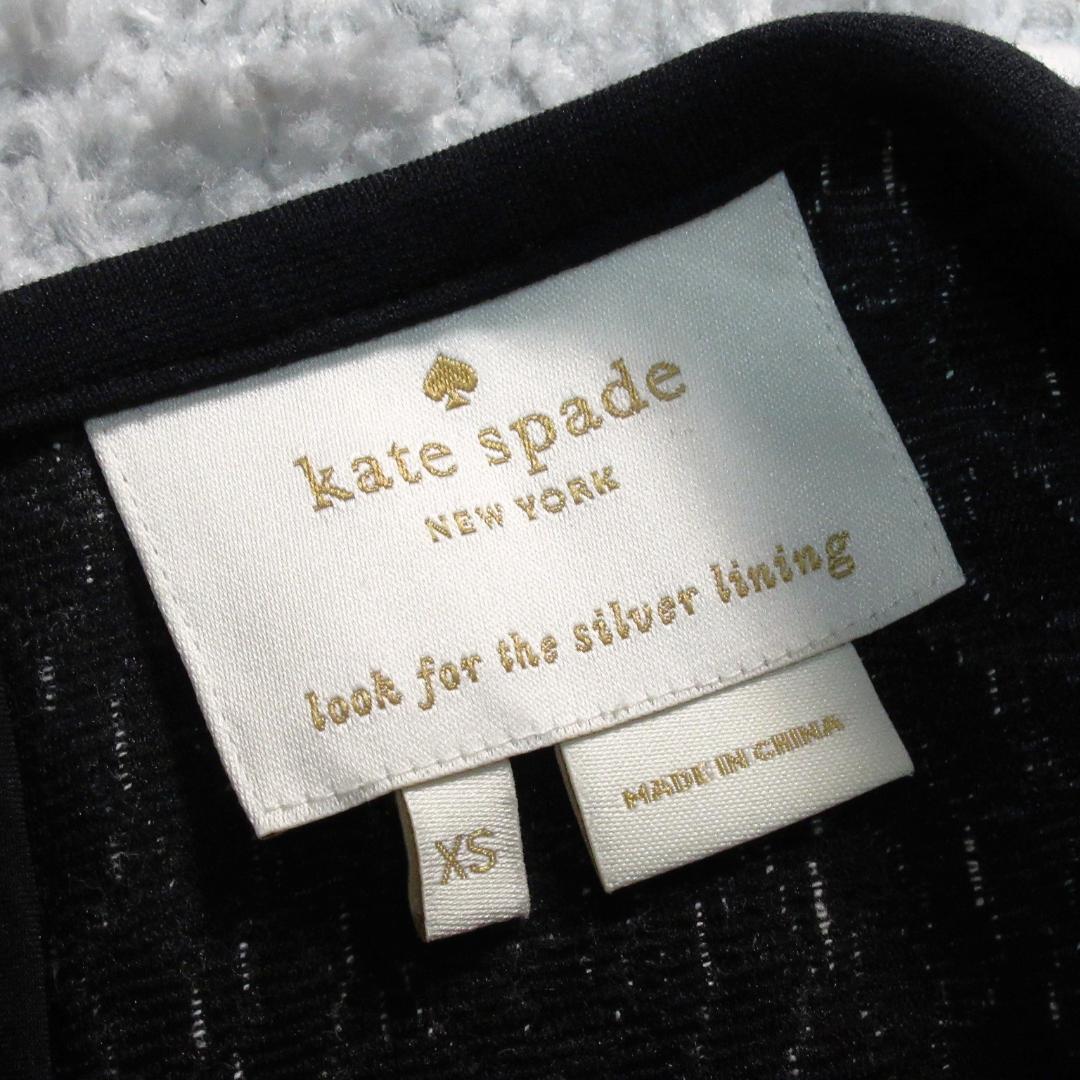 kate spade
NEW YORK
look for the silver lining
XS
MADE IN CHINA